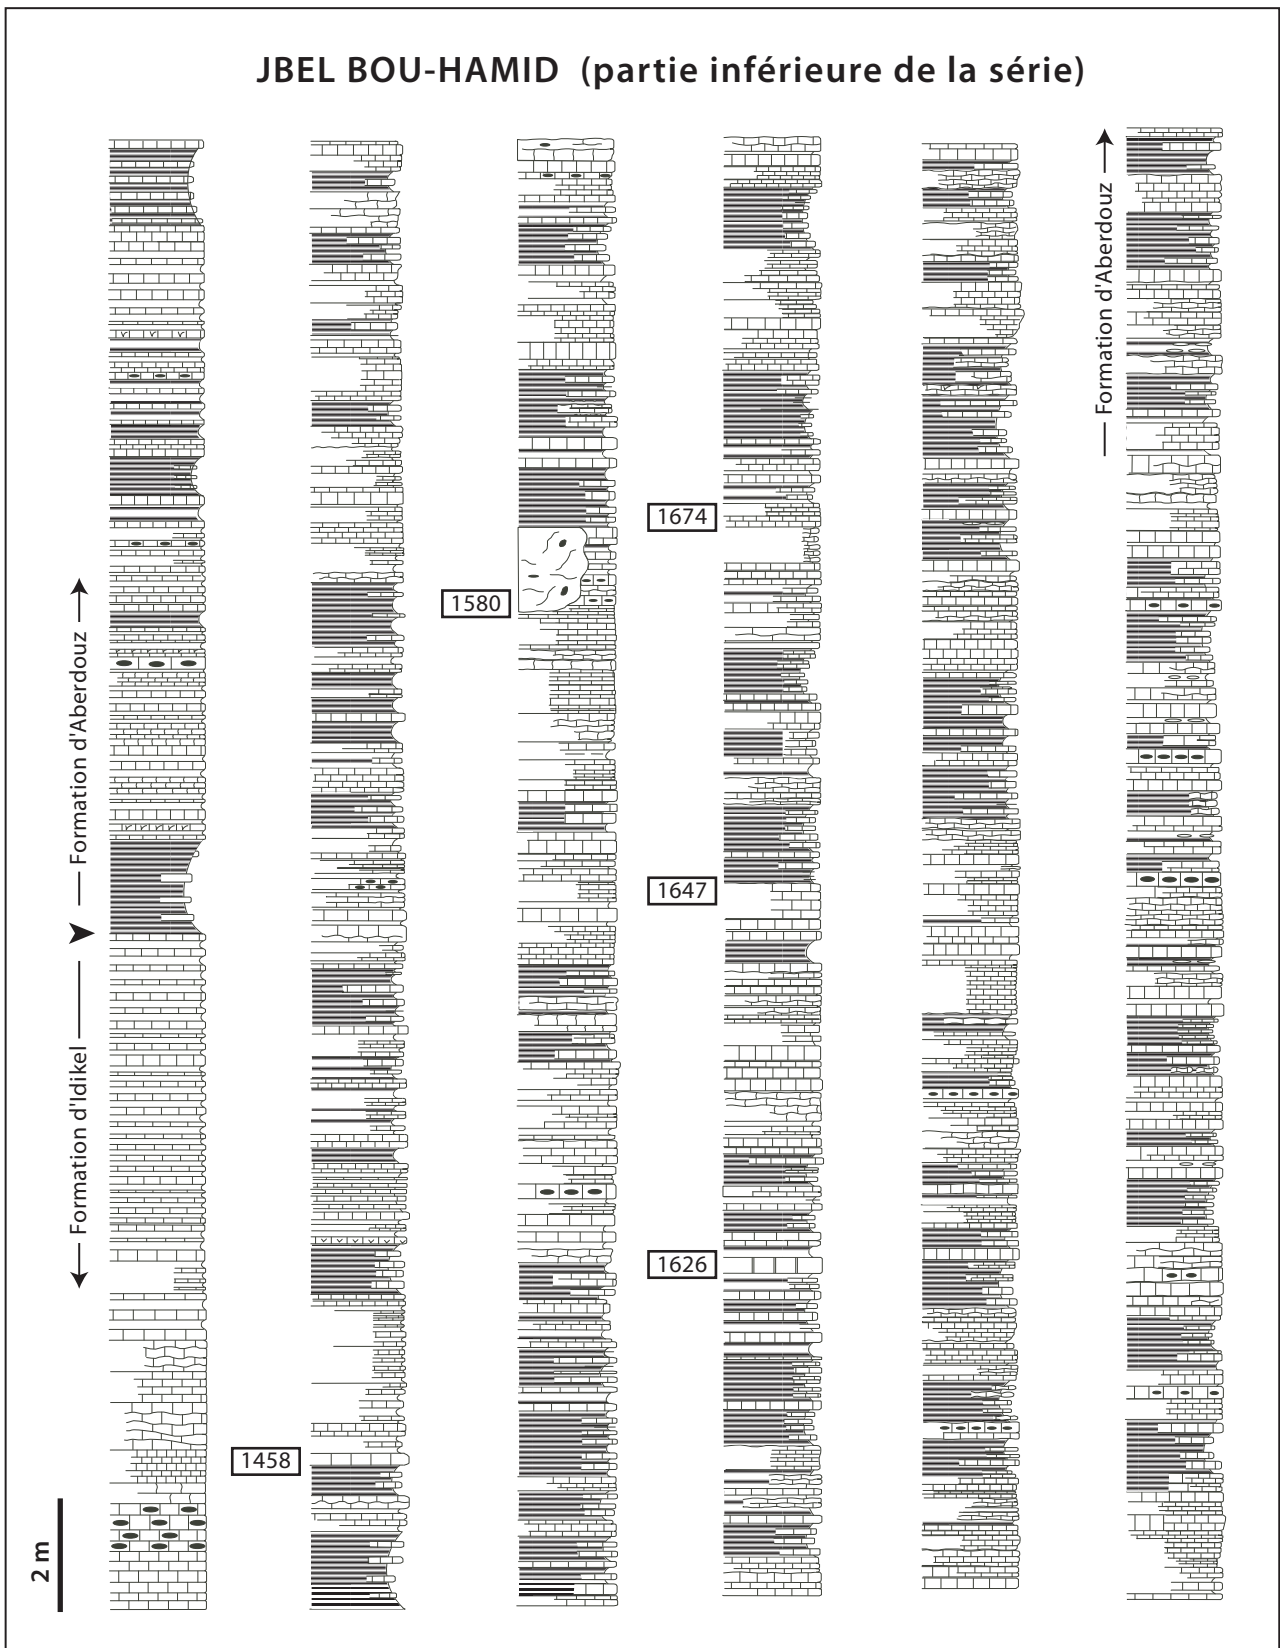 JBEL BOU-HAMID (partie inférieure de la série)
Formation d'Aberdouz
Formation d'Idikel
2 m
1458
1580
1674
1647
1626
Formation d'Aberdouz